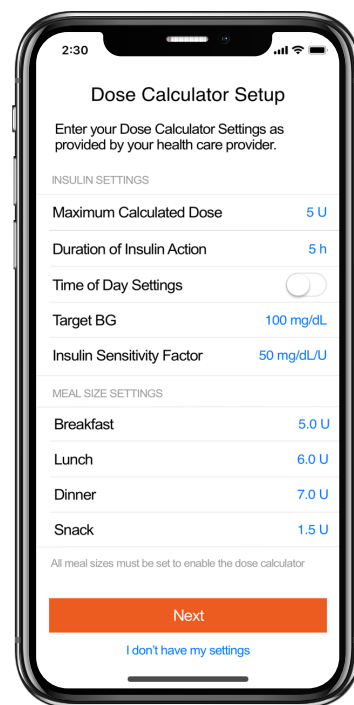 2:30
Dose Calculator Setup
Enter your Dose Calculator Settings as
provided by your health care provider.
INSULIN SETTINGS
Maximum Calculated Dose 5 U
Duration of Insulin Action 5 h
Time of Day Settings
Target BG 100 mg/dL
Insulin Sensitivity Factor 50 mg/dL/U
MEAL SIZE SETTINGS
Breakfast 5.0 U
Lunch 6.0 U
Dinner 7.0 U
Snack 1.5 U
All meal sizes must be set to enable the dose calculator
Next
I don't have my settings